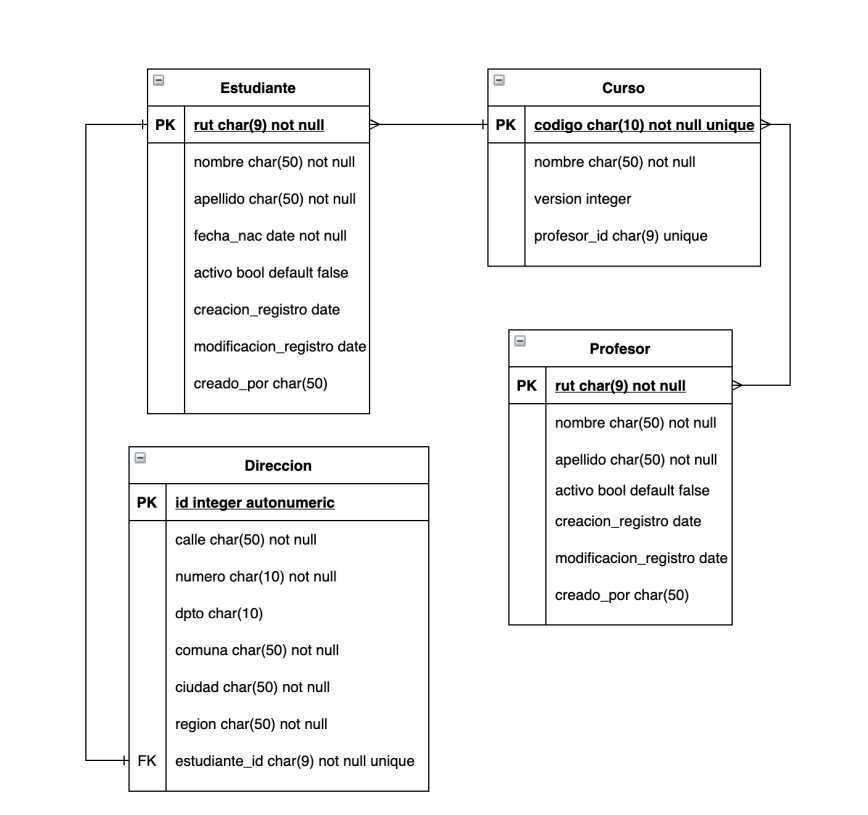 Estudiante
PK rut char(9) not null
nombre char(50) not null
apellido char(50) not null
fecha_nac date not null
activo bool default false
creacion_registro date
modificacion_registro date
creado_por char(50)
Curso
PK codigo char(10) not null unique
nombre char(50) not null
version integer
profesor_id char(9) unique
Profesor
PK rut char(9) not null
nombre char(50) not null
apellido char(50) not null
activo bool default false
creacion_registro date
modificacion_registro date
creado_por char(50)
Direccion
PK id integer autonumeric
calle char(50) not null
numero char(10) not null
dpto char(10)
comuna char(50) not null
ciudad char(50) not null
region char(50) not null
FK estudiante_id char(9) not null unique